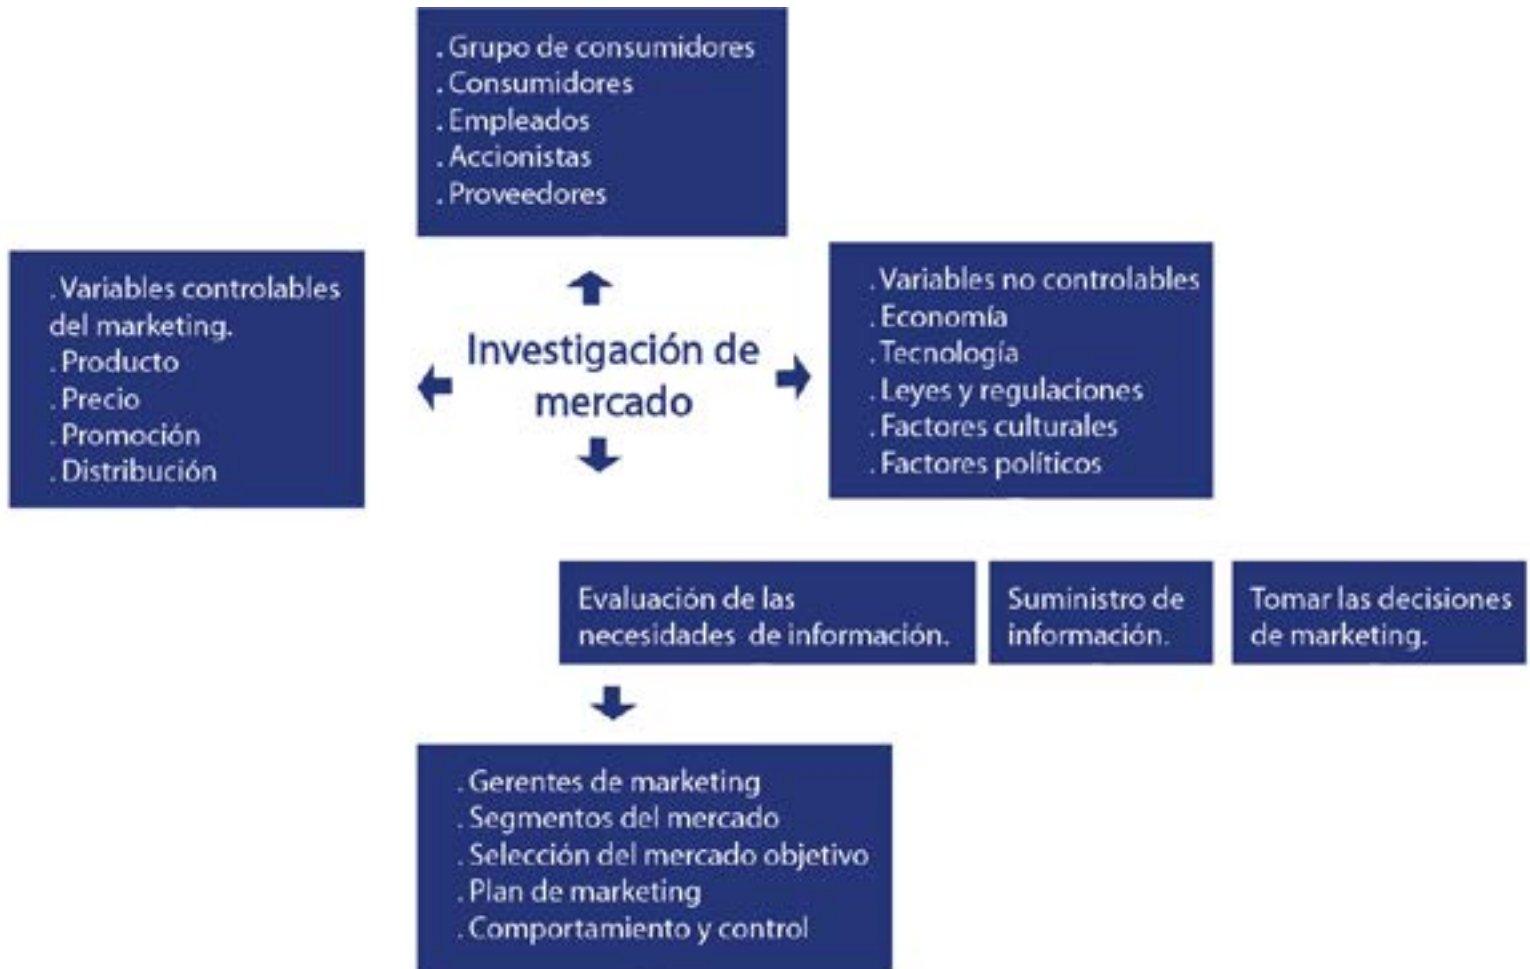 . Grupo de consumidores
. Consumidores
. Empleados
. Accionistas
. Proveedores
. Variables controlables
del marketing.
. Producto
. Precio
. Promoción
. Distribución
Investigación de
mercado
. Variables no controlables
. Economía
. Tecnología
. Leyes y regulaciones
. Factores culturales
. Factores políticos
Evaluación de las
necesidades de información.
Suministro de
información.
Tomar las decisiones
de marketing.
. Gerentes de marketing
. Segmentos del mercado
. Selección del mercado objetivo
. Plan de marketing
. Comportamiento y control